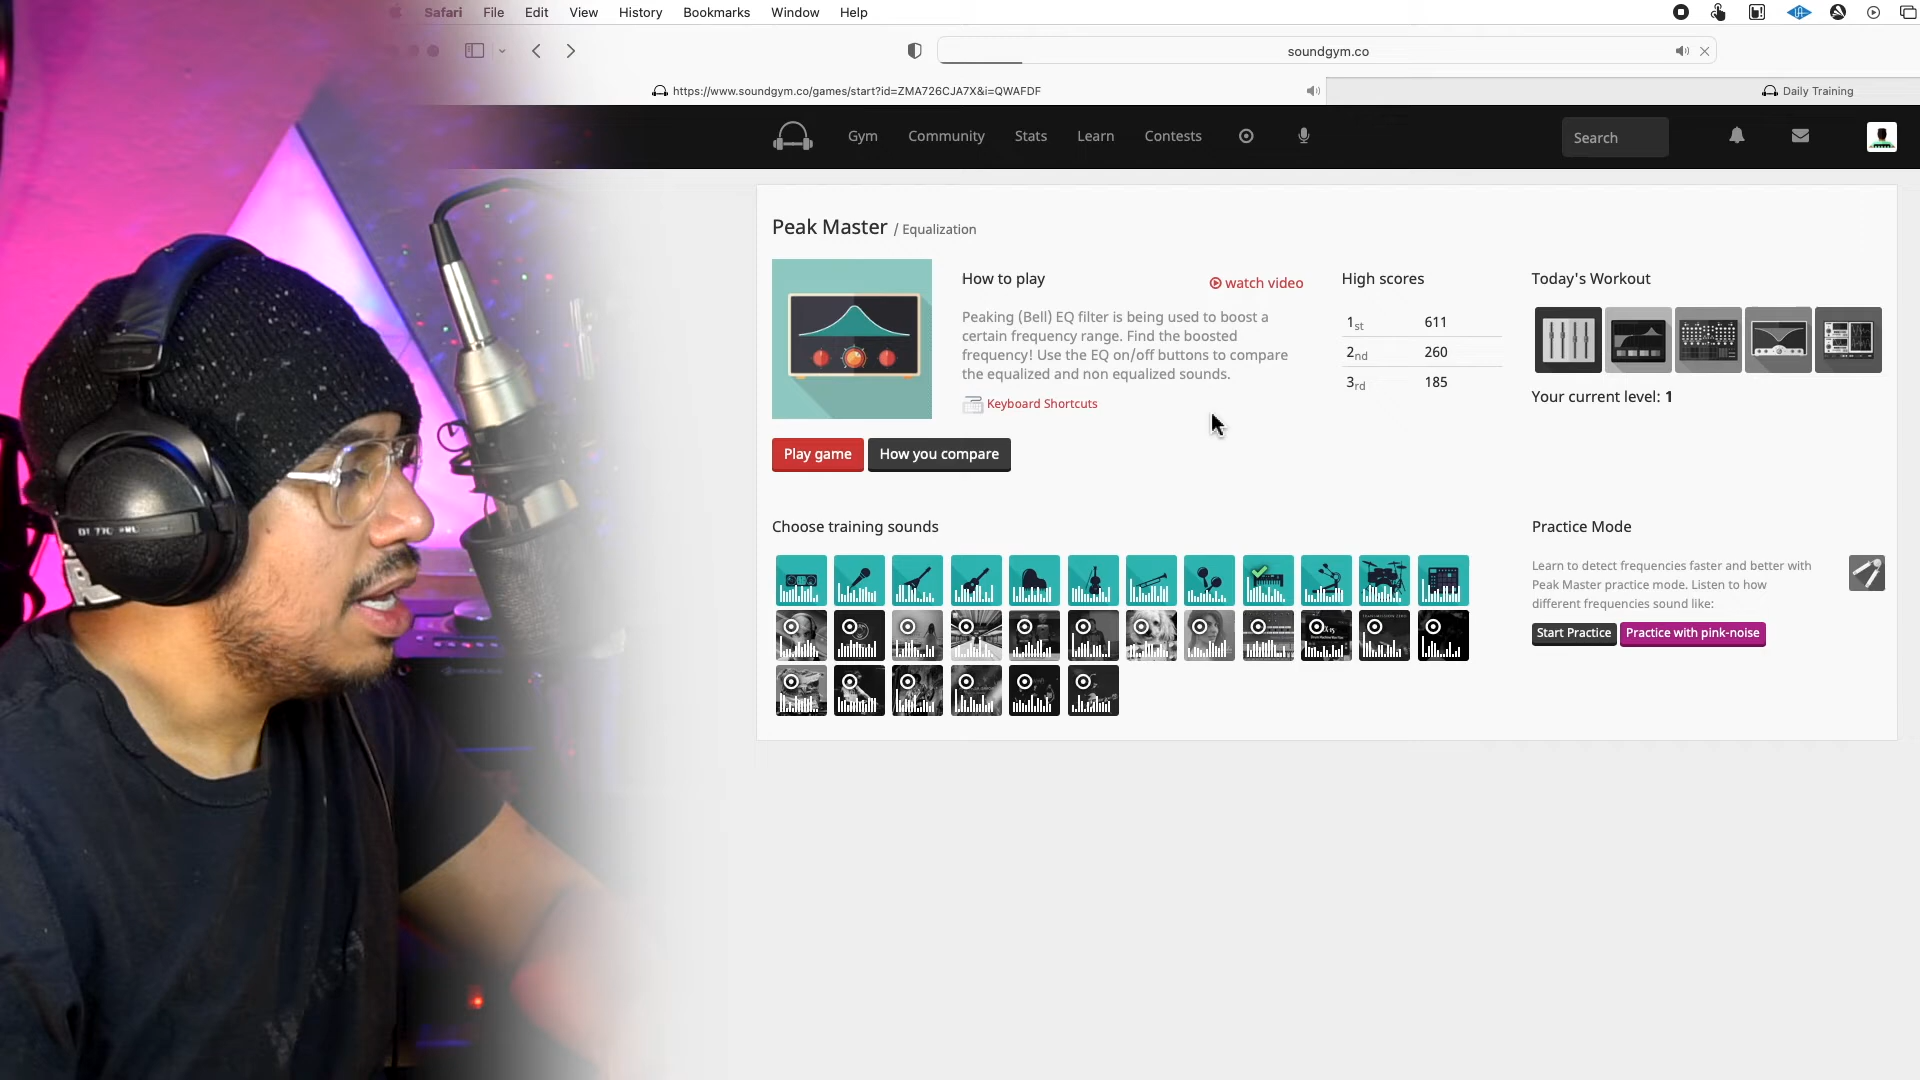 Safari File Edit View History Bookmarks Window Help
soundgym.co
https://www.soundgym.co/games/start?id=ZMA726CJA7X&i=QWAFDF
Daily Training
Gym Community Stats Learn Contests
Search
Peak Master / Equalization
How to play
watch video
Peaking (Bell) EQ filter is being used to boost a
certain frequency range. Find the boosted
frequency! Use the EQ on/off buttons to compare
the equalized and non equalized sounds.
Keyboard Shortcuts
High scores
1st 611
2nd 260
3rd 185
Today's Workout
Your current level: 1
Play game
How you compare
Choose training sounds
Practice Mode
Learn to detect frequencies faster and better with
Peak Master practice mode. Listen to how
different frequencies sound like:
Start Practice
Practice with pink-noise